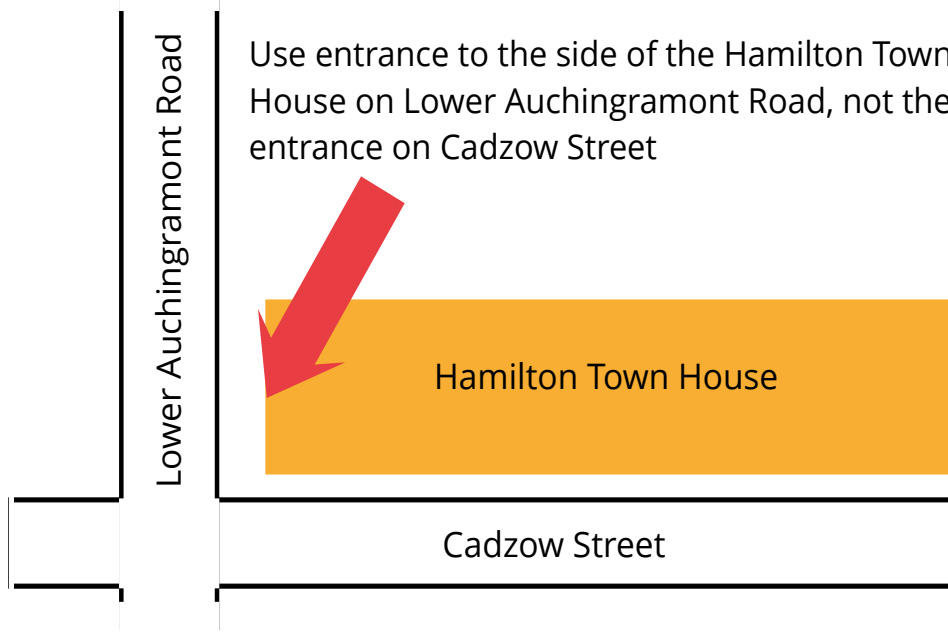 Use entrance to the side of the Hamilton Town
House on Lower Auchingramont Road, not the
entrance on Cadzow Street
Lower Auchingramont Road
Hamilton Town House
Cadzow Street